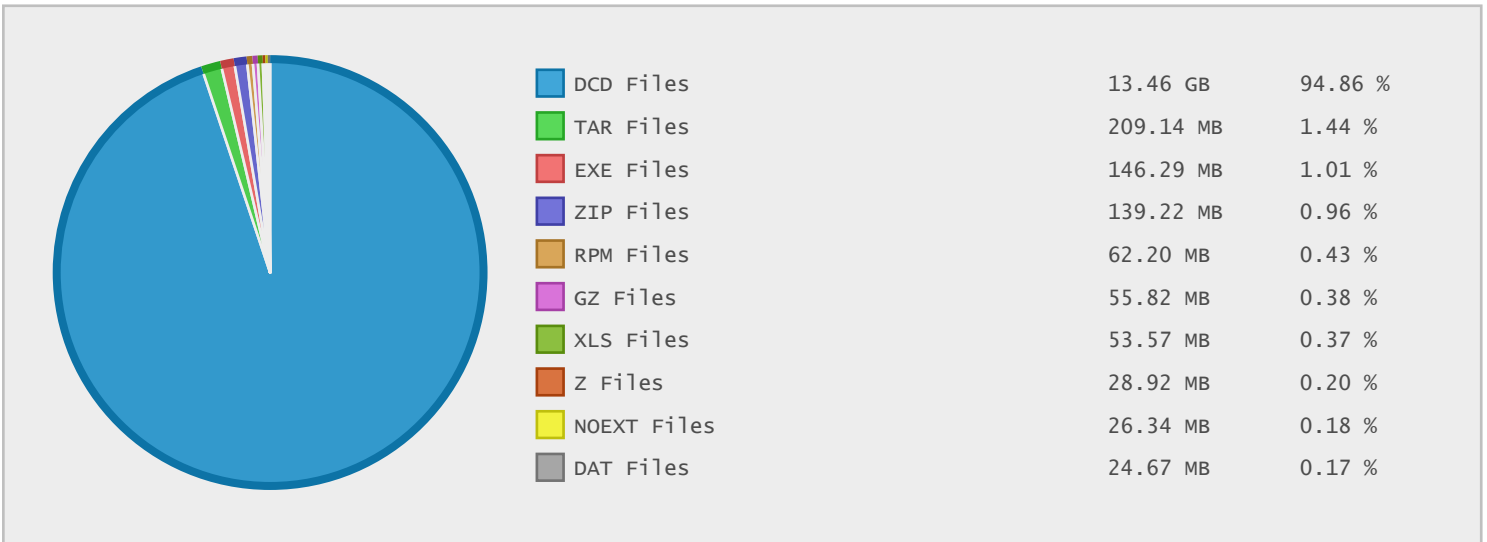 DCD Files 13.46 GB 94.86 %
TAR Files 209.14 MB 1.44 %
EXE Files 146.29 MB 1.01 %
ZIP Files 139.22 MB 0.96 %
RPM Files 62.20 MB 0.43 %
GZ Files 55.82 MB 0.38 %
XLS Files 53.57 MB 0.37 %
Z Files 28.92 MB 0.20 %
NOEXT Files 26.34 MB 0.18 %
DAT Files 24.67 MB 0.17 %